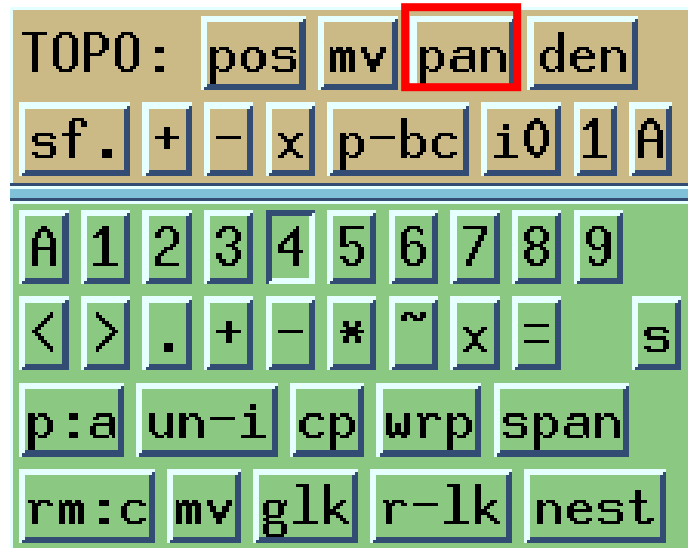 TOPO: pos mv pan den
sf. + - x p-bc i0 1 A
A 1 2 3 4 5 6 7 8 9
< > . + - * ~ x = s
p:a un-i cp wrp span
rm:c mv glk r-lk nest